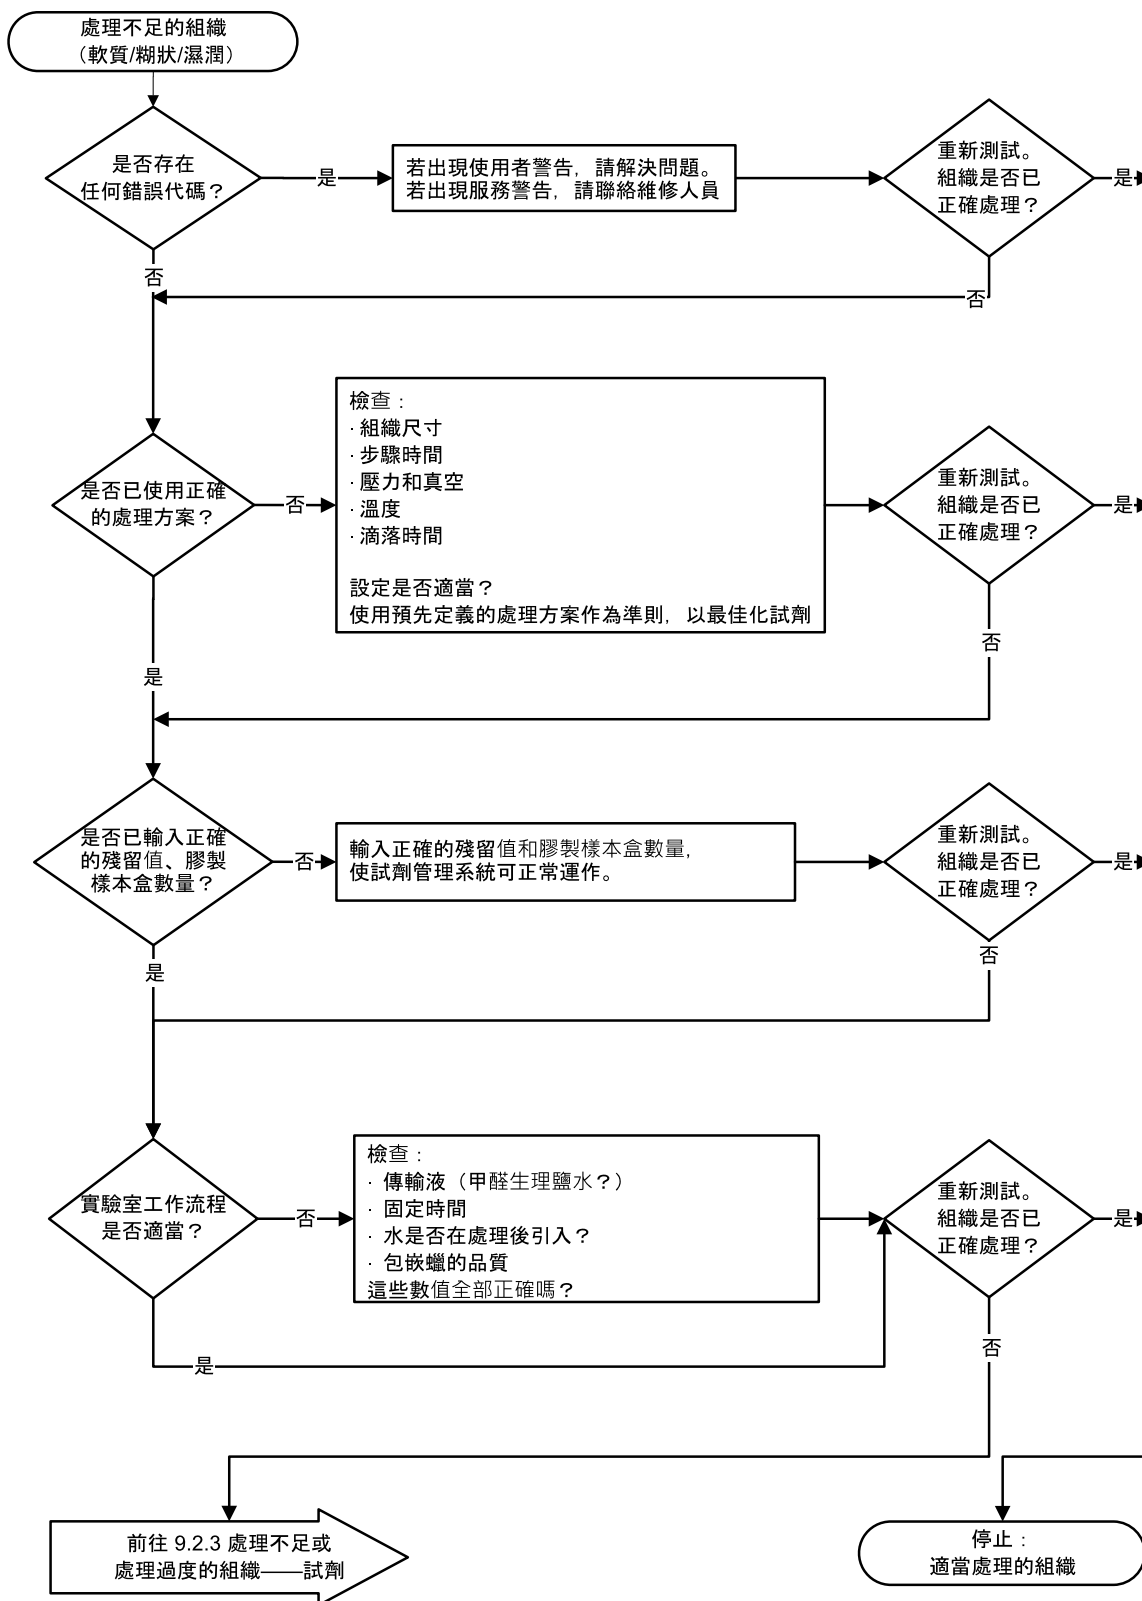 處理不足的組織
（軟質/糊狀/濕潤）
是否存在
任何錯誤代碼？
是
若出現使用者警告，請解決問題。
若出現服務警告，請聯絡維修人員
重新測試。
組織是否已
正確處理？
是
否
否
是否已使用正確
的處理方案？
否
檢查：
· 組織尺寸
· 步驟時間
· 壓力和真空
· 溫度
· 滴落時間
設定是否適當？
使用預先定義的處理方案作為準則，以最佳化試劑
重新測試。
組織是否已
正確處理？
是
否
是
是否已輸入正確
的殘留值、膠製
樣本盒數量？
否
輸入正確的殘留值和膠製樣本盒數量，
使試劑管理系統可正常運作。
重新測試。
組織是否已
正確處理？
是
否
是
實驗室工作流程
是否適當？
否
檢查：
· 傳輸液（甲醛生理鹽水？）
· 固定時間
· 水是否在處理後引入？
· 包嵌蠟的品質
這些數值全部正確嗎？
重新測試。
組織是否已
正確處理？
是
否
是
前往 9.2.3 處理不足或
處理過度的組織——試劑
停止：
適當處理的組織